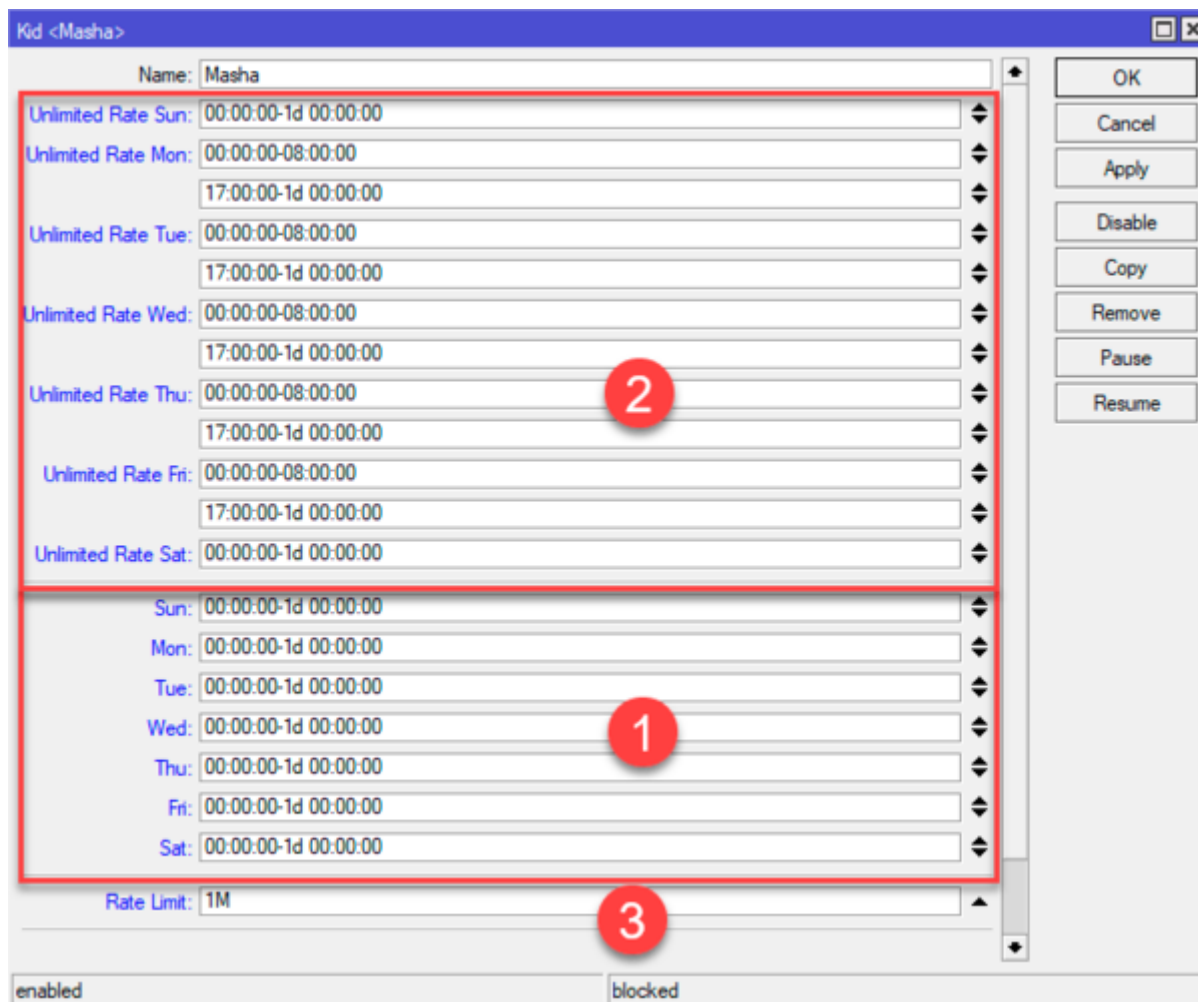 Kid <Masha>
Name: Masha
OK
Unlimited Rate Sun: 00:00:00-1d 00:00:00
Cancel
Unlimited Rate Mon: 00:00:00-08:00:00
Apply
17:00:00-1d 00:00:00
Unlimited Rate Tue: 00:00:00-08:00:00
Disable
17:00:00-1d 00:00:00
Copy
Unlimited Rate Wed: 00:00:00-08:00:00
Remove
17:00:00-1d 00:00:00
Pause
Unlimited Rate Thu: 00:00:00-08:00:00
2
Resume
17:00:00-1d 00:00:00
Unlimited Rate Fri: 00:00:00-08:00:00
17:00:00-1d 00:00:00
Unlimited Rate Sat: 00:00:00-1d 00:00:00
Sun: 00:00:00-1d 00:00:00
Mon: 00:00:00-1d 00:00:00
Tue: 00:00:00-1d 00:00:00
Wed: 00:00:00-1d 00:00:00
1
Thu: 00:00:00-1d 00:00:00
Fri: 00:00:00-1d 00:00:00
Sat: 00:00:00-1d 00:00:00
Rate Limit: 1M
3
enabled
blocked